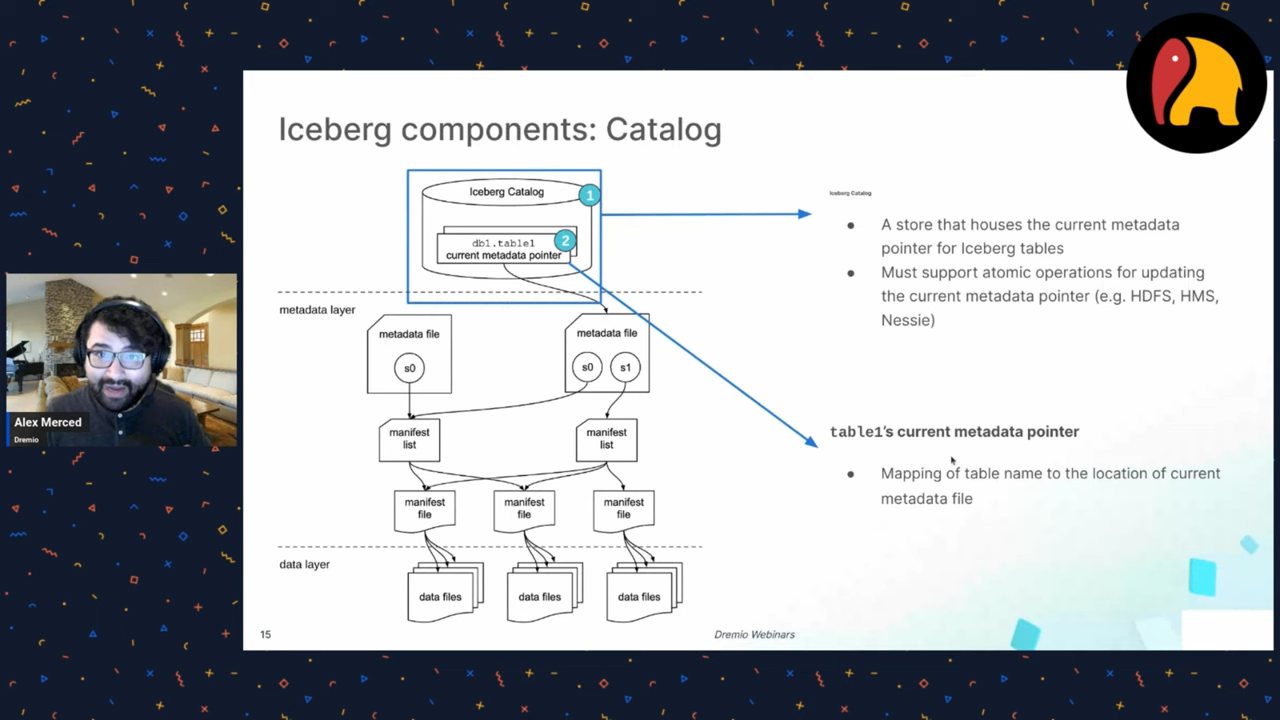 Iceberg components: Catalog
Iceberg Catalog
1
db1.table1
2
current metadata pointer
metadata layer
metadata file
s0
metadata file
s0
s1
manifest
list
manifest
list
manifest
file
manifest
file
manifest
file
data layer
data files
data files
data files
Iceberg Catalog
● A store that houses the current metadata
pointer for Iceberg tables
● Must support atomic operations for updating
the current metadata pointer (e.g. HDFS, HMS,
Nessie)
table1's current metadata pointer
● Mapping of table name to the location of current
metadata file
15
Dremio Webinars
Alex Merced
Dremio